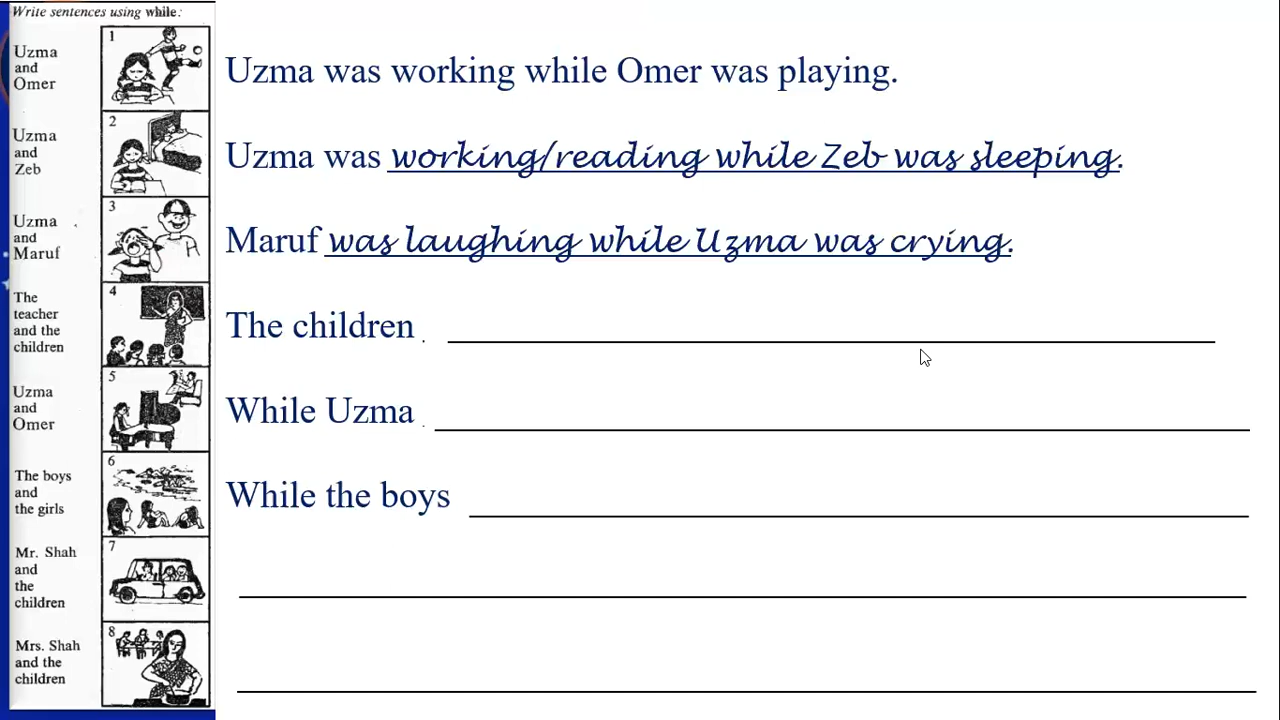 Write sentences using while:
Uzma
and
Omer
1
Uzma was working while Omer was playing.
Uzma
and
Zeb
2
Uzma was working/reading while Zeb was sleeping.
Uzma
and
Maruf
3
Maruf was laughing while Uzma was crying.
The
teacher
and the
children
4
The children
Uzma
and
Omer
5
While Uzma
The boys
and
the girls
6
While the boys
Mr. Shah
and
the
children
7
Mrs. Shah
and the
children
8